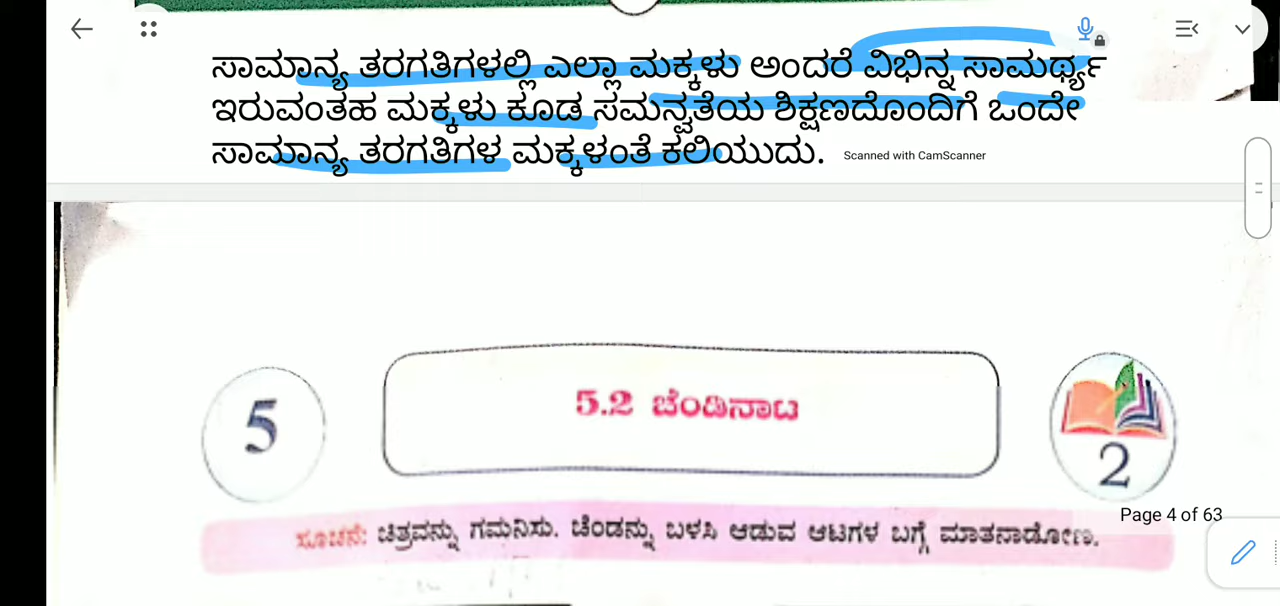 ಸಾಮಾನ್ಯ ತರಗತಿಗಳಲ್ಲಿ ಎಲ್ಲಾ ಮಕ್ಕಳು ಅಂದರೆ ವಿಭಿನ್ನ ಸಾಮರ್ಥ್ಯ
ಇರುವಂತಹ ಮಕ್ಕಳು ಕೂಡ ಸಮನ್ವತೆಯ ಶಿಕ್ಷಣದೊಂದಿಗೆ ಒಂದೇ
ಸಾಮಾನ್ಯ ತರಗತಿಗಳ ಮಕ್ಕಳಂತೆ ಕಲಿಯುದು. Scanned with CamScanner
5 5.2 ಚೆಂಡಿನಾಟ 2
Page 4 of 63
ಸೂಚನೆ: ಚಿತ್ರವನ್ನು ಗಮನಿಸು. ಚೆಂಡನ್ನು ಬಳಸಿ ಆಡುವ ಆಟಗಳ ಬಗ್ಗೆ ಮಾತನಾಡೋಣ.